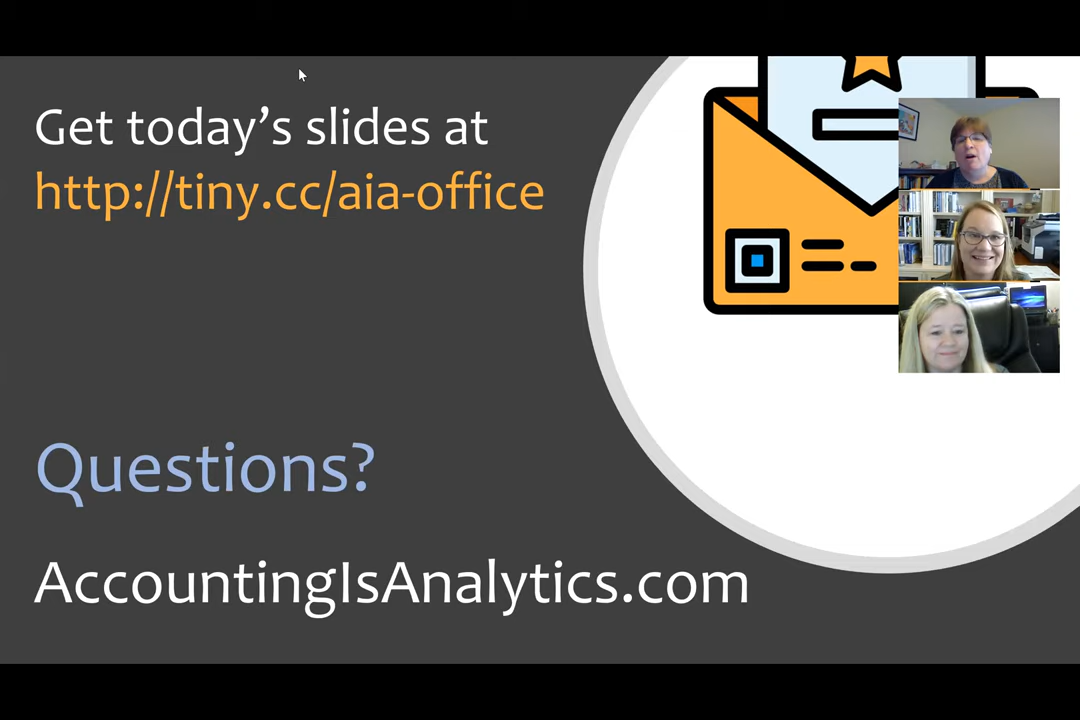 Get today’s slides at
http://tiny.cc/aia-office
Questions?
AccountingIsAnalytics.com